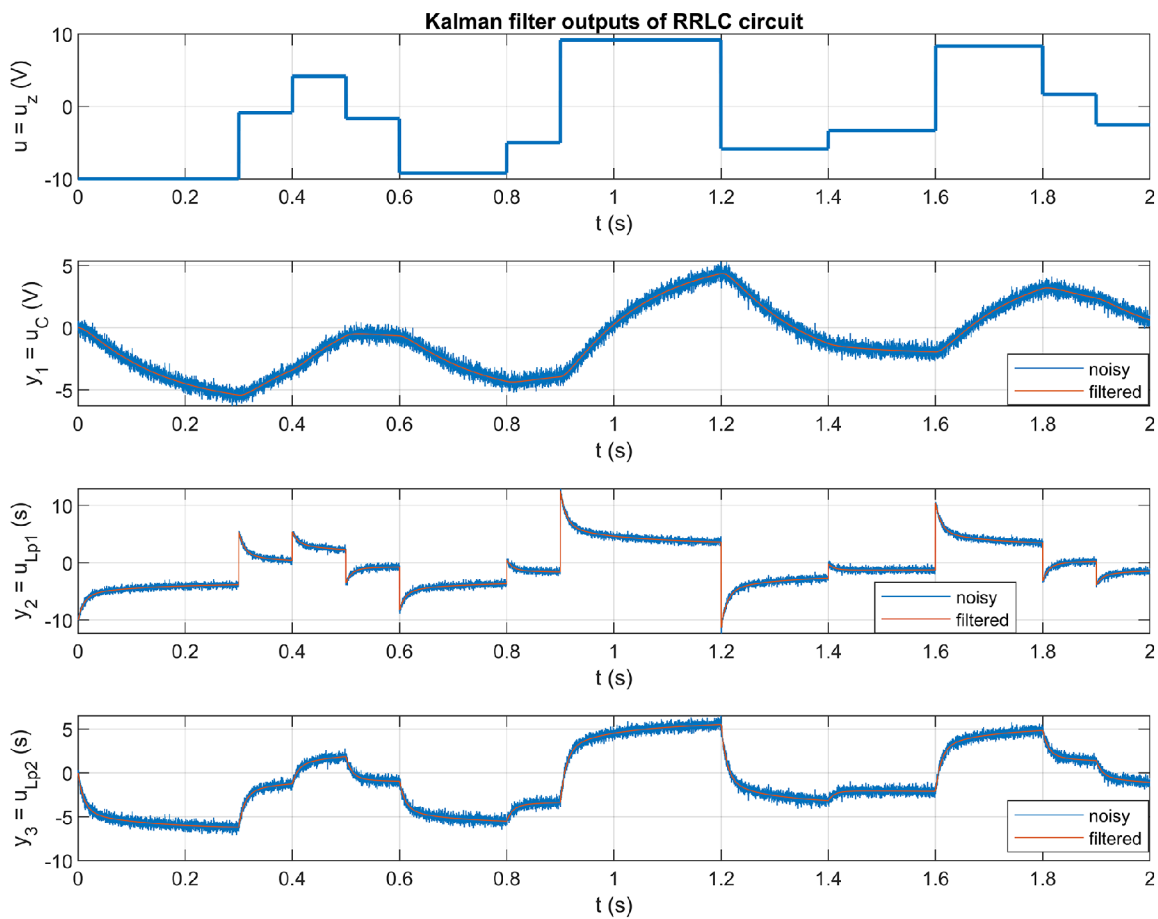 Kalman filter outputs of RRLC circuit
u = u_z (V)
10
0
-10
0 0.2 0.4 0.6 0.8 1 1.2 1.4 1.6 1.8 2
t (s)
y_1 = u_C (V)
5
0
-5
noisy
filtered
0 0.2 0.4 0.6 0.8 1 1.2 1.4 1.6 1.8 2
t (s)
y_2 = u_Lp1 (s)
10
0
-10
noisy
filtered
0 0.2 0.4 0.6 0.8 1 1.2 1.4 1.6 1.8 2
t (s)
y_3 = u_Lp2 (s)
5
0
-5
-10
noisy
filtered
0 0.2 0.4 0.6 0.8 1 1.2 1.4 1.6 1.8 2
t (s)